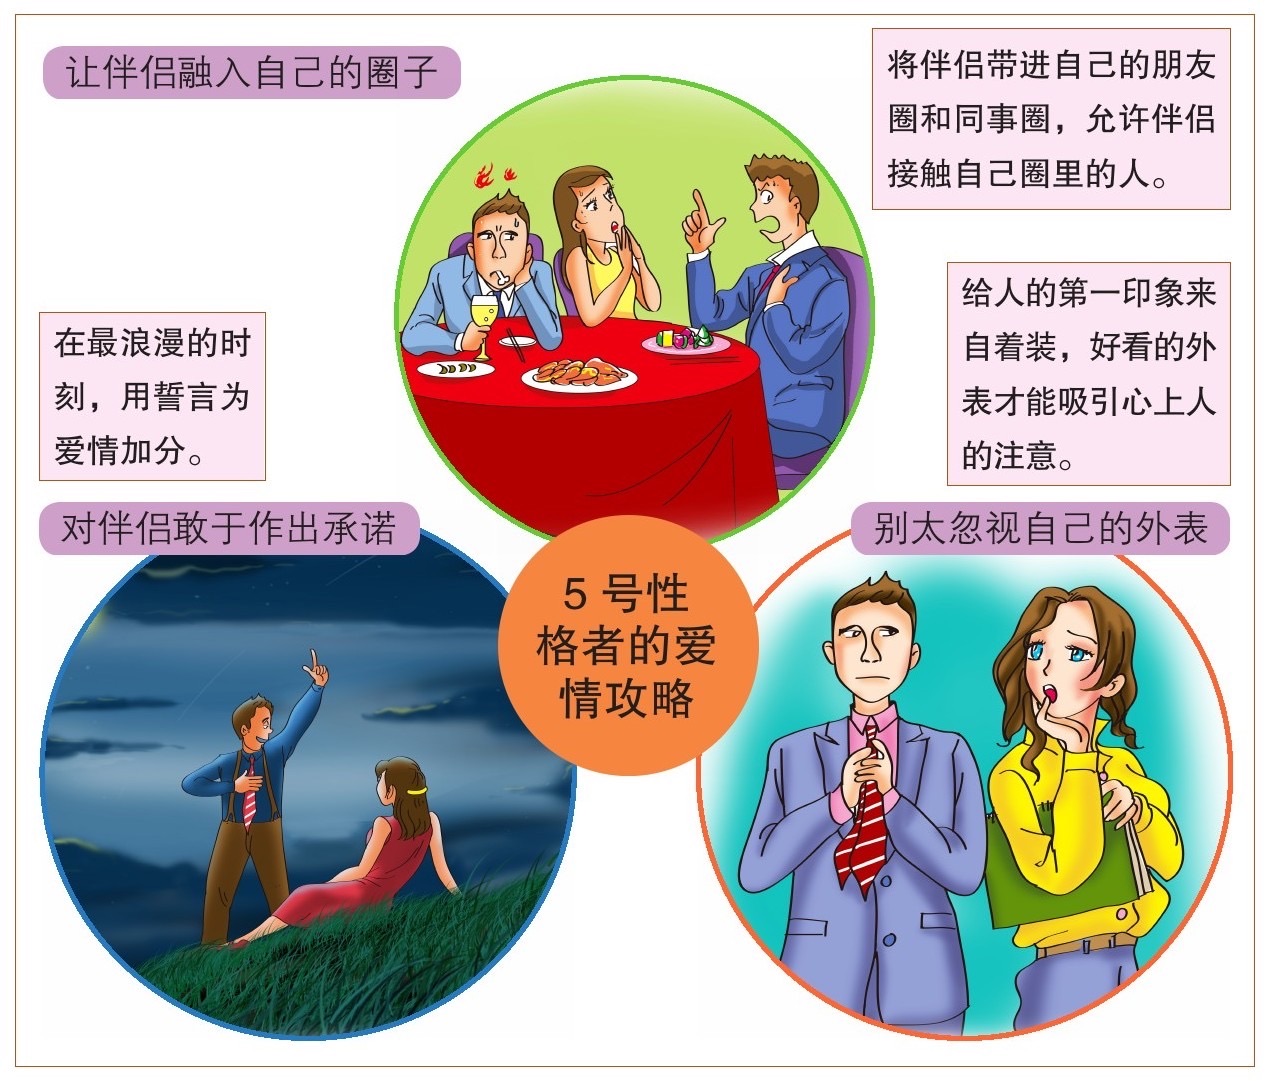 让伴侣融入自己的圈子
将伴侣带进自己的朋友
圈和同事圈，允许伴侣
接触自己圈里的人。
给人的第一印象来
自着装，好看的外
表才能吸引心上人
的注意。
在最浪漫的时
刻，用誓言为
爱情加分。
对伴侣敢于作出承诺
别太忽视自己的外表
5 号性
格者的爱
情攻略